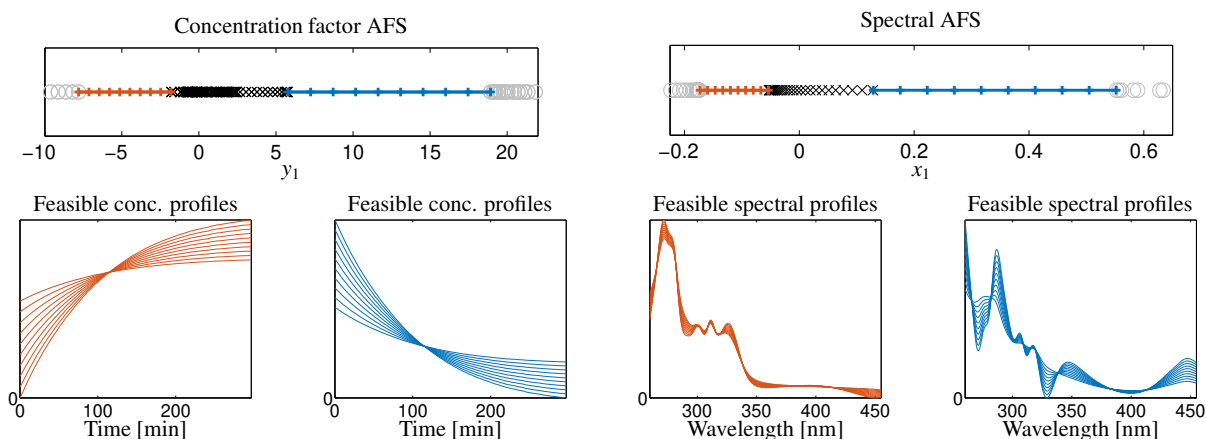 Concentration factor AFS
−10 −5 0 5 10 15 20
y1
Spectral AFS
−0.2 0 0.2 0.4 0.6
x1
Feasible conc. profiles
0
0 100 200
Time [min]
Feasible conc. profiles
0
0 100 200
Time [min]
Feasible spectral profiles
0
300 350 400 450
Wavelength [nm]
Feasible spectral profiles
0
300 350 400 450
Wavelength [nm]